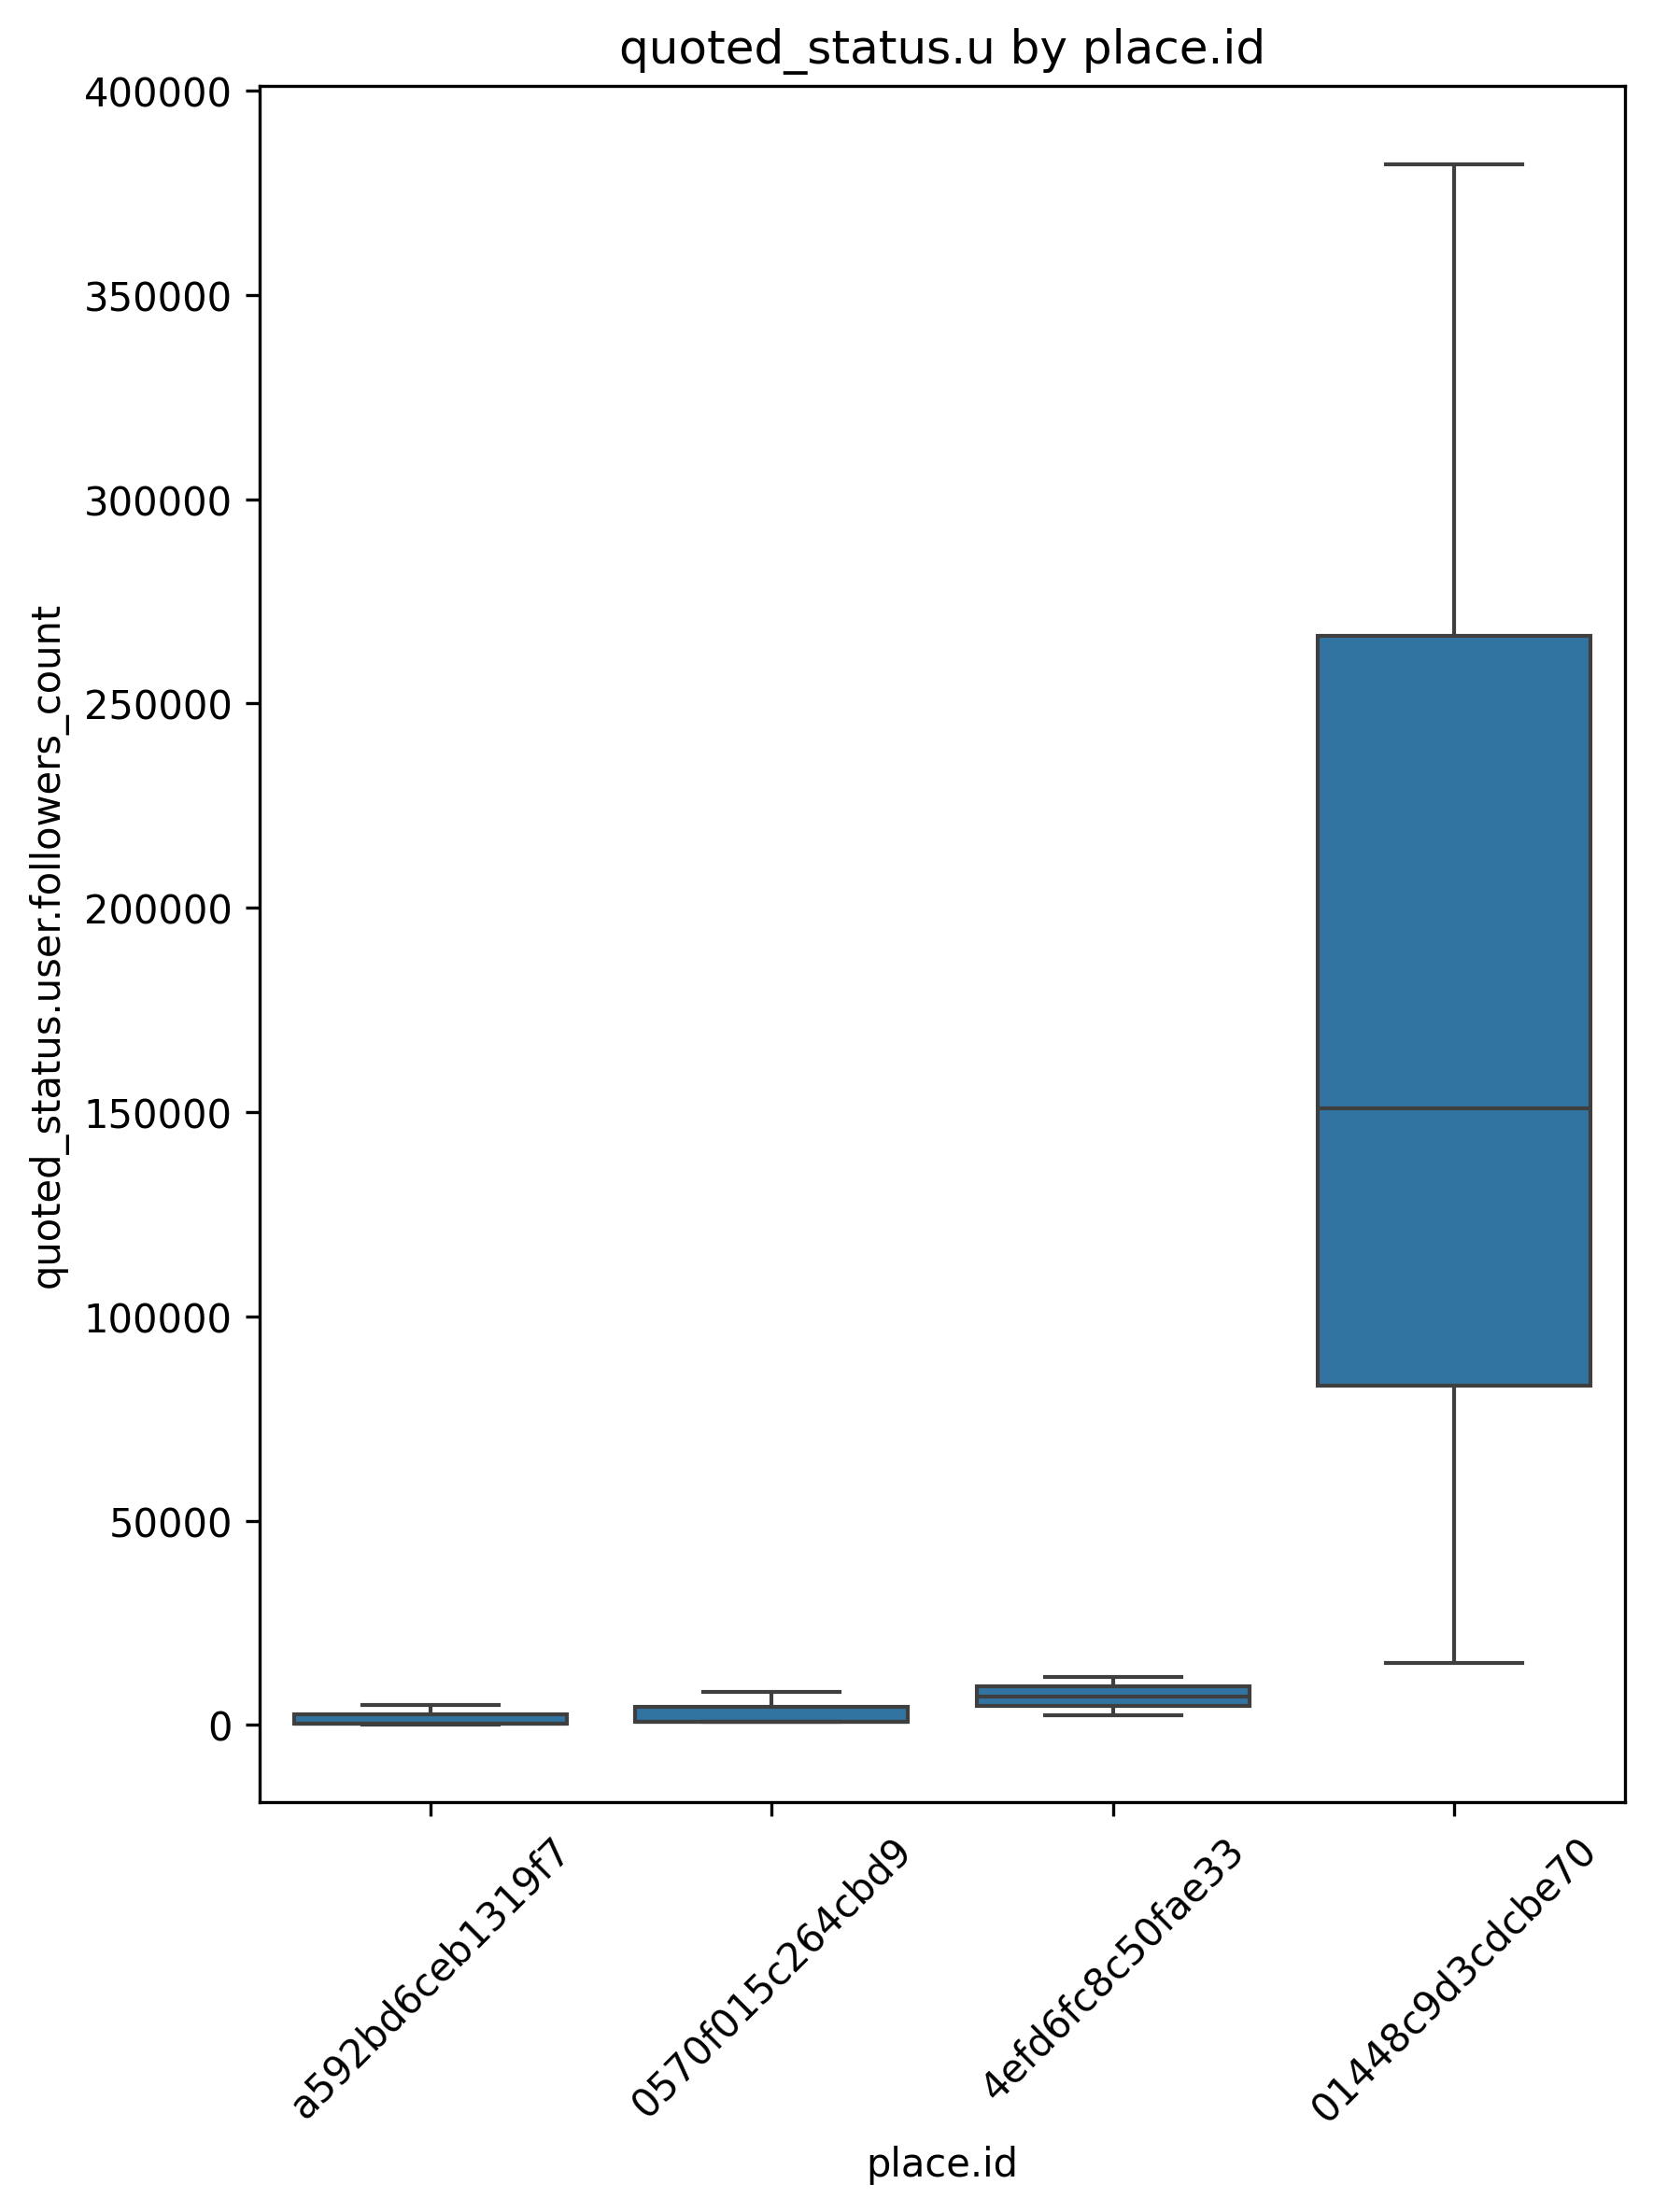 quoted_status.u by place.id
quoted_status.user.followers_count
400000
350000
300000
250000
200000
150000
100000
50000
0
a592bd6ceb1319f7
0570f015c264cbd9
4efd6fc8c50fae33
01448c9d3cdcbe70
place.id